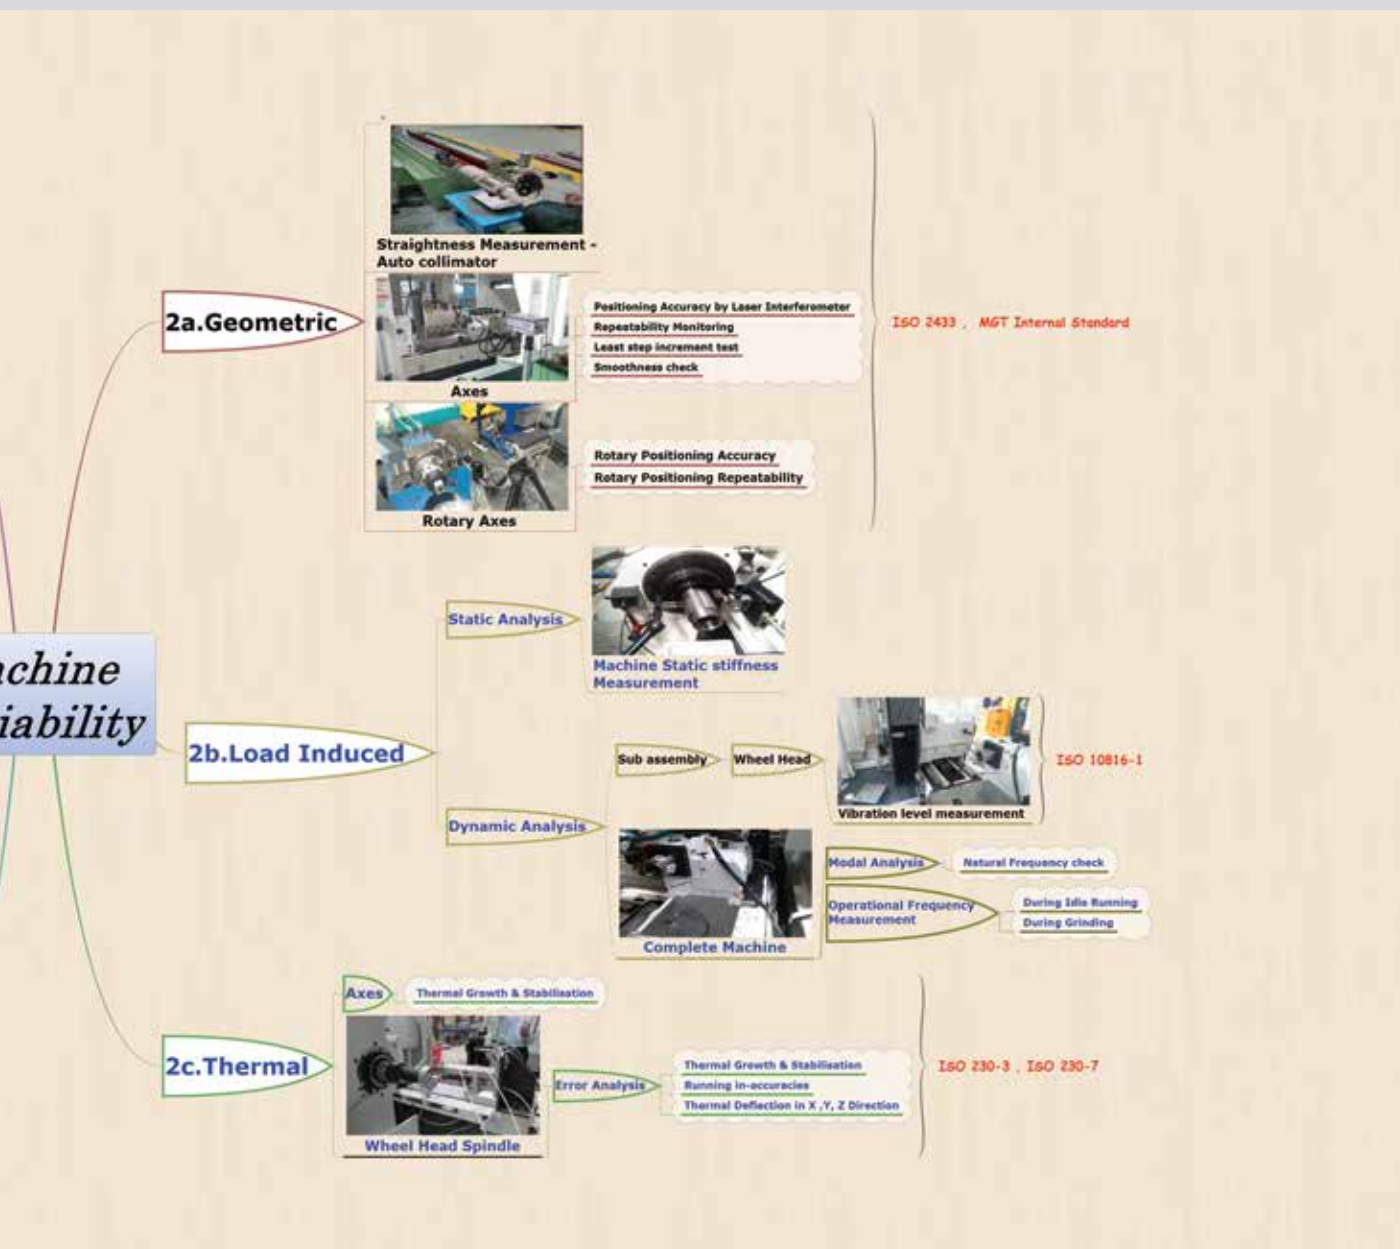 achine
iability
2a.Geometric
Straightness Measurement -
Auto collimator
Axes
Positioning Accuracy by Laser Interferometer
Repeatability Monitoring
Least step increment test
Smoothness check
Rotary Axes
Rotary Positioning Accuracy
Rotary Positioning Repeatability
ISO 2433 , MGT Internal Standard
2b.Load Induced
Static Analysis
Machine Static stiffness
Measurement
Dynamic Analysis
Sub assembly
Wheel Head
Vibration level measurement
ISO 10816-1
Complete Machine
Modal Analysis
Natural Frequency check
Operational Frequency
Measurement
During Idle Running
During Grinding
2c.Thermal
Axes
Thermal Growth & Stabilisation
Wheel Head Spindle
Error Analysis
Thermal Growth & Stabilisation
Running in-accuracies
Thermal Deflection in X ,Y, Z Direction
ISO 230-3 , ISO 230-7